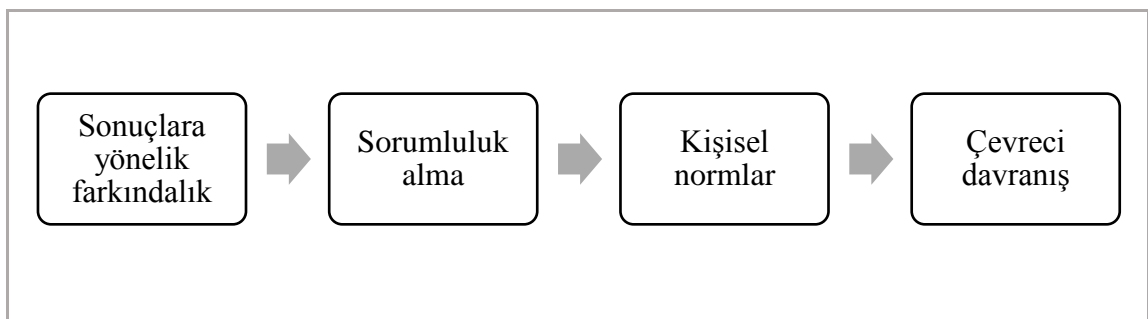 Sonuçlara
yönelik
farkındalık
Sorumluluk
alma
Kişisel
normlar
Çevreci
davranış